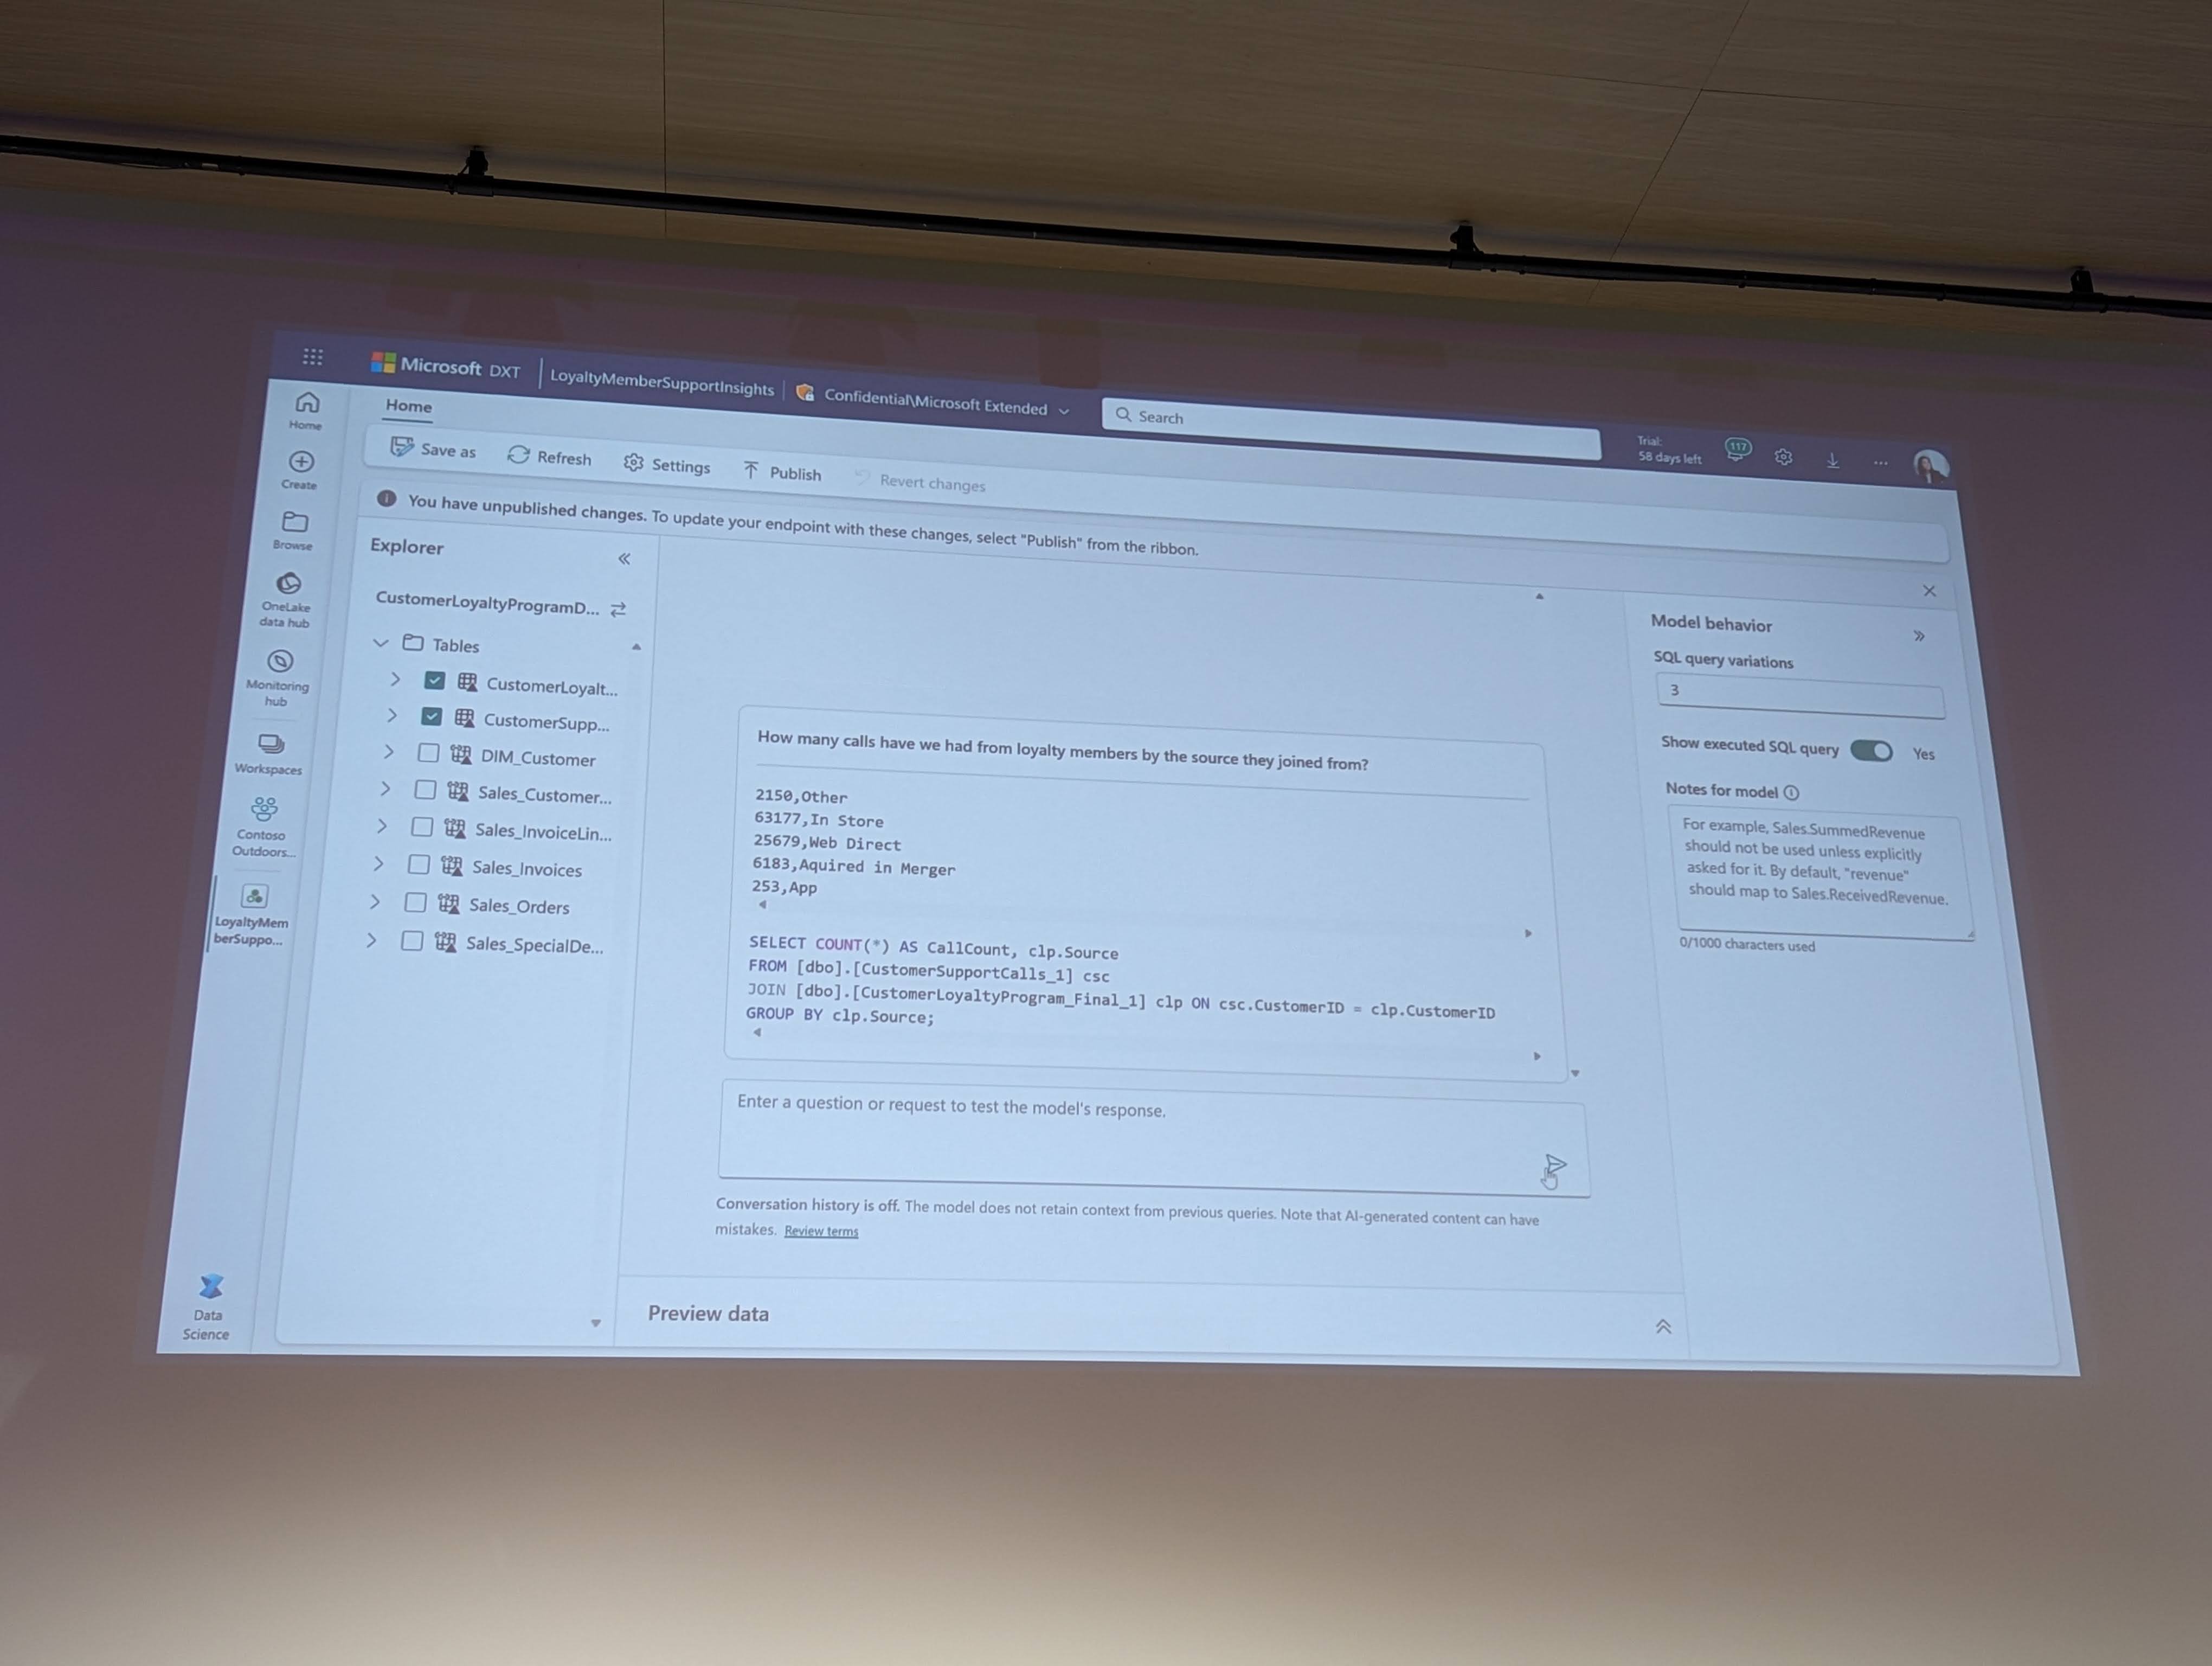 Microsoft DXT
LoyaltyMemberSupportInsights
Confidential\Microsoft Extended
Search
Trial:
58 days left
117
Home
Create
Browse
OneLake
data hub
Monitoring
hub
Workspaces
Contoso
Outdoors...
LoyaltyMem
berSuppo...
Data
Science
Home
Save as
Refresh
Settings
Publish
Revert changes
You have unpublished changes. To update your endpoint with these changes, select "Publish" from the ribbon.
Explorer
CustomerLoyaltyProgramD...
Tables
CustomerLoyalt...
CustomerSupp...
DIM_Customer
Sales_Customer...
Sales_InvoiceLin...
Sales_Invoices
Sales_Orders
Sales_SpecialDe...
How many calls have we had from loyalty members by the source they joined from?
2150,Other
63177,In Store
25679,Web Direct
6183,Aquired in Merger
253,App
SELECT COUNT(*) AS CallCount, clp.Source
FROM [dbo].[CustomerSupportCalls_1] csc
JOIN [dbo].[CustomerLoyaltyProgram_Final_1] clp ON csc.CustomerID = clp.CustomerID
GROUP BY clp.Source;
Enter a question or request to test the model's response.
Conversation history is off. The model does not retain context from previous queries. Note that AI-generated content can have
mistakes. Review terms
Preview data
Model behavior
SQL query variations
3
Show executed SQL query
Yes
Notes for model
For example, Sales.SummedRevenue
should not be used unless explicitly
asked for it. By default, "revenue"
should map to Sales.ReceivedRevenue.
0/1000 characters used